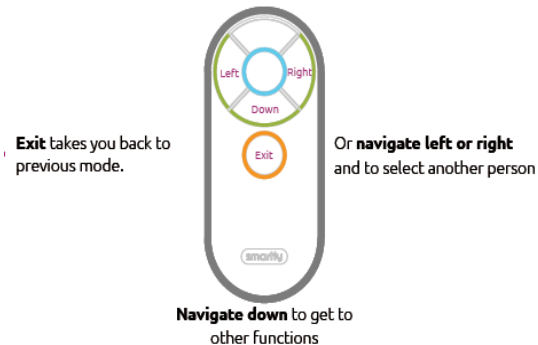 Left
Right
Down
Exit takes you back to
previous mode.
Exit
Or navigate left or right
and to select another person
smarlfy
Navigate down to get to
other functions